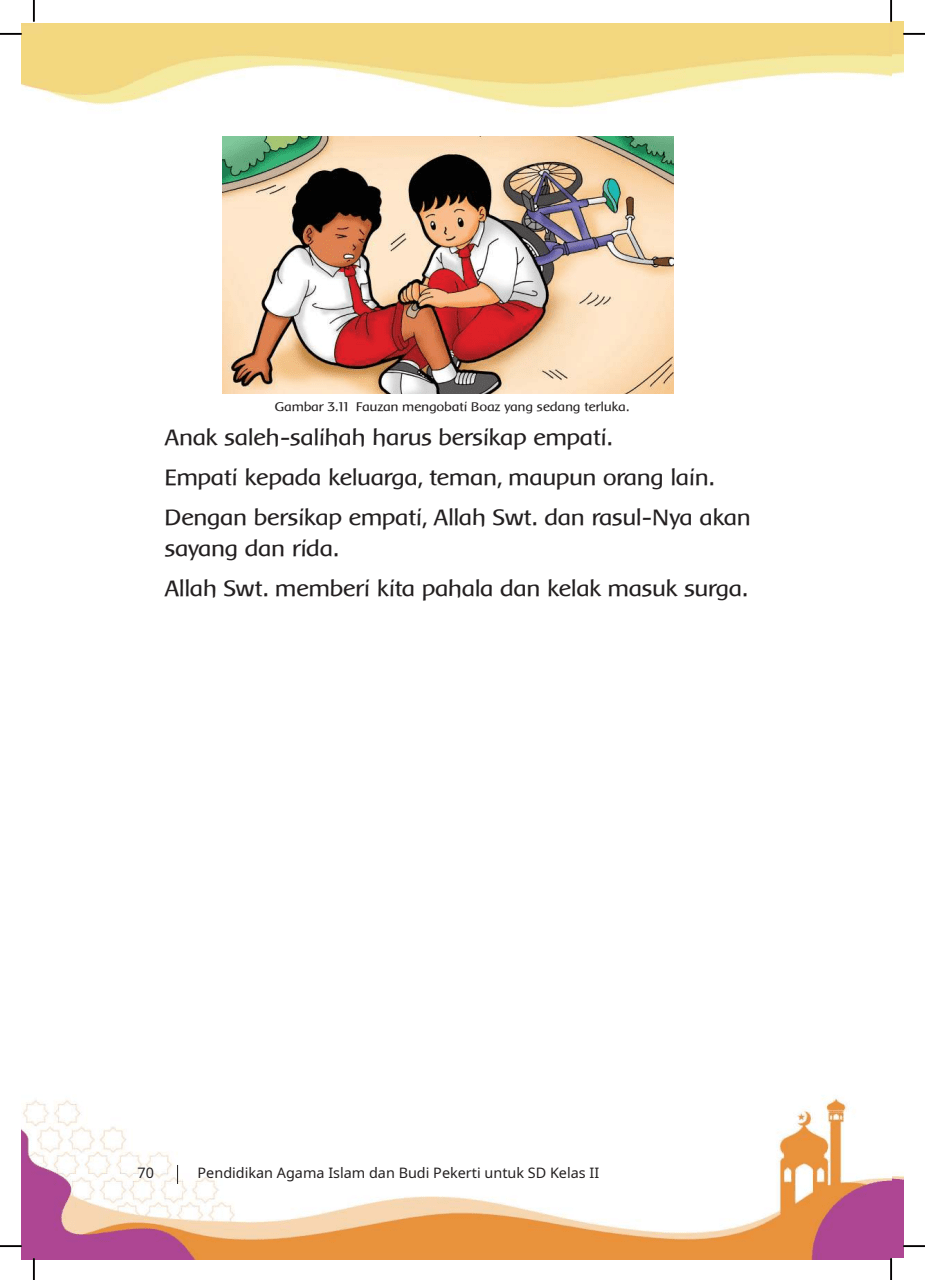 Gambar 3.11 Fauzan mengobati Boaz yang sedang terluka.
Anak saleh-salihah harus bersikap empati.
Empati kepada keluarga, teman, maupun orang lain.
Dengan bersikap empati, Allah Swt. dan rasul-Nya akan
sayang dan rida.
Allah Swt. memberi kita pahala dan kelak masuk surga.
70 | Pendidikan Agama Islam dan Budi Pekerti untuk SD Kelas II